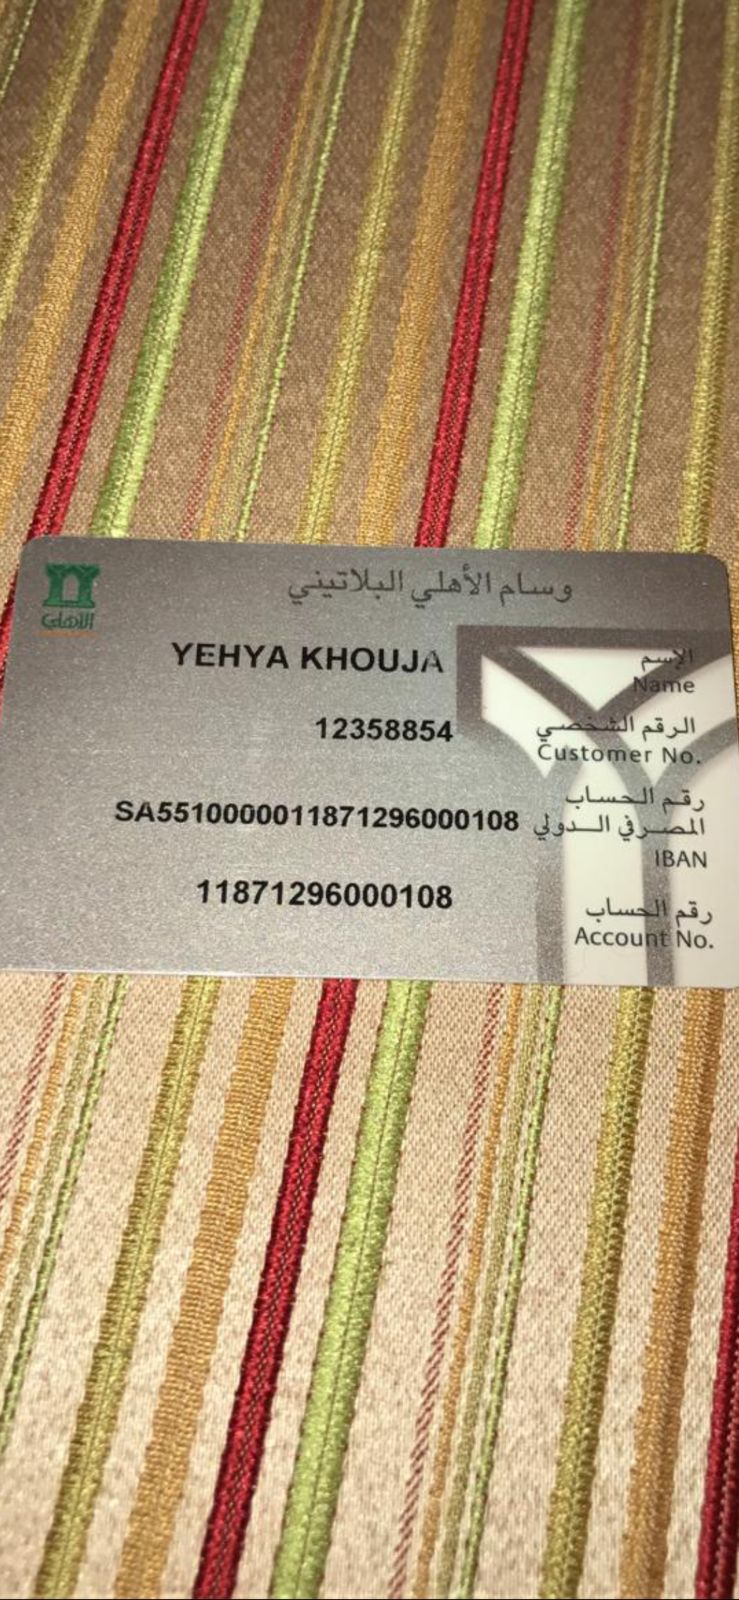 وسام الأهلي البلاتيني
الأهلي
YEHYA KHOUJA
الإسم
Name
12358854
الرقم الشخصي
Customer No.
SA5510000011871296000108
رقم الحساب
المصرفي الدولي
IBAN
11871296000108
رقم الحساب
Account No.